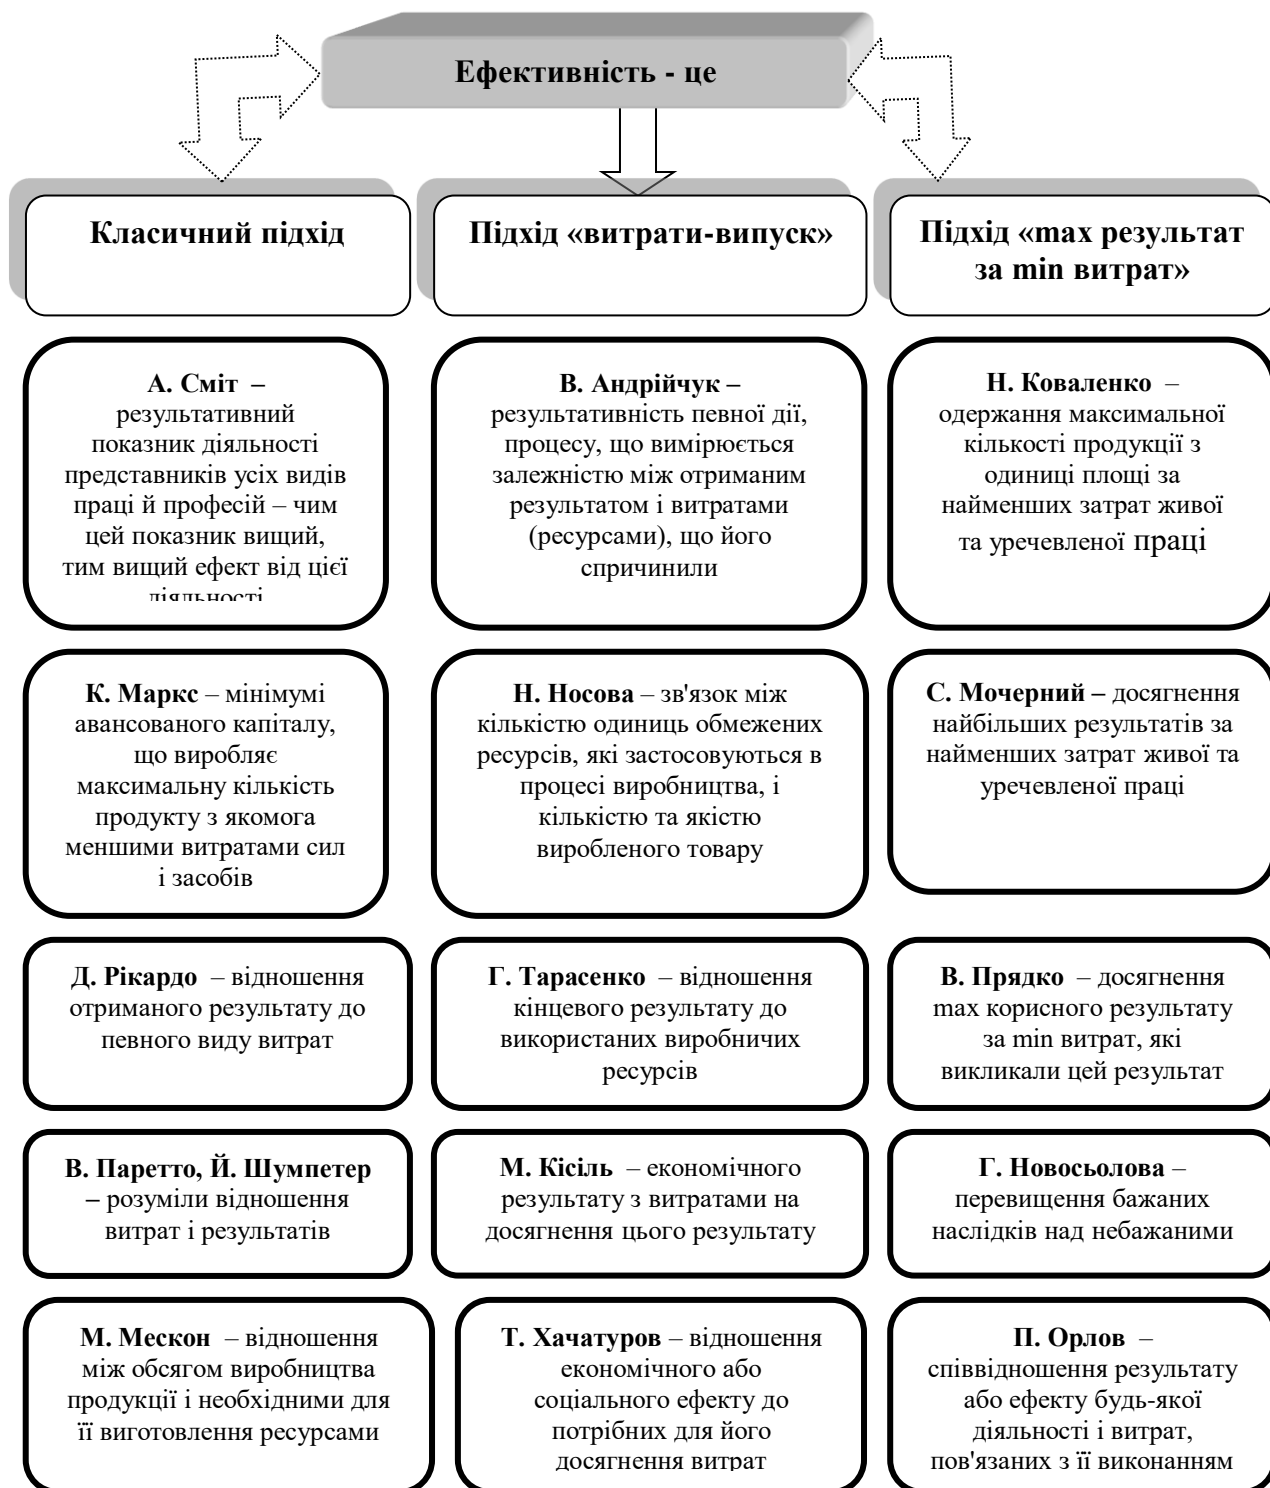 Ефективність - це
Класичний підхід
Підхід «витрати-випуск»
Підхід «max результат
за min витрат»
А. Сміт –
результативний
показник діяльності
представників усіх видів
праці й професій – чим
цей показник вищий,
тим вищий ефект від цієї
діяльності
В. Андрійчук –
результативність певної дії,
процесу, що вимірюється
залежністю між отриманим
результатом і витратами
(ресурсами), що його
спричинили
Н. Коваленко –
одержання максимальної
кількості продукції з
одиниці площі за
найменших затрат живої
та уречевленої праці
К. Маркс – мінімумі
авансованого капіталу,
що виробляє
максимальну кількість
продукту з якомога
меншими витратами сил
і засобів
Н. Носова – зв'язок між
кількістю одиниць обмежених
ресурсів, які застосовуються в
процесі виробництва, і
кількістю та якістю
виробленого товару
С. Мочерний – досягнення
найбільших результатів за
найменших затрат живої та
уречевленої праці
Д. Рікардо – відношення
отриманого результату до
певного виду витрат
Г. Тарасенко – відношення
кінцевого результату до
використаних виробничих
ресурсів
В. Прядко – досягнення
max корисного результату
за min витрат, які
викликали цей результат
В. Паретто, Й. Шумпетер
– розуміли відношення
витрат і результатів
М. Кісіль – економічного
результату з витратами на
досягнення цього результату
Г. Новосьолова –
перевищення бажаних
наслідків над небажаними
М. Мескон – відношення
між обсягом виробництва
продукції і необхідними для
її виготовлення ресурсами
Т. Хачатуров – відношення
економічного або
соціального ефекту до
потрібних для його
досягнення витрат
П. Орлов –
співвідношення результату
або ефекту будь-якої
діяльності і витрат,
пов'язаних з її виконанням